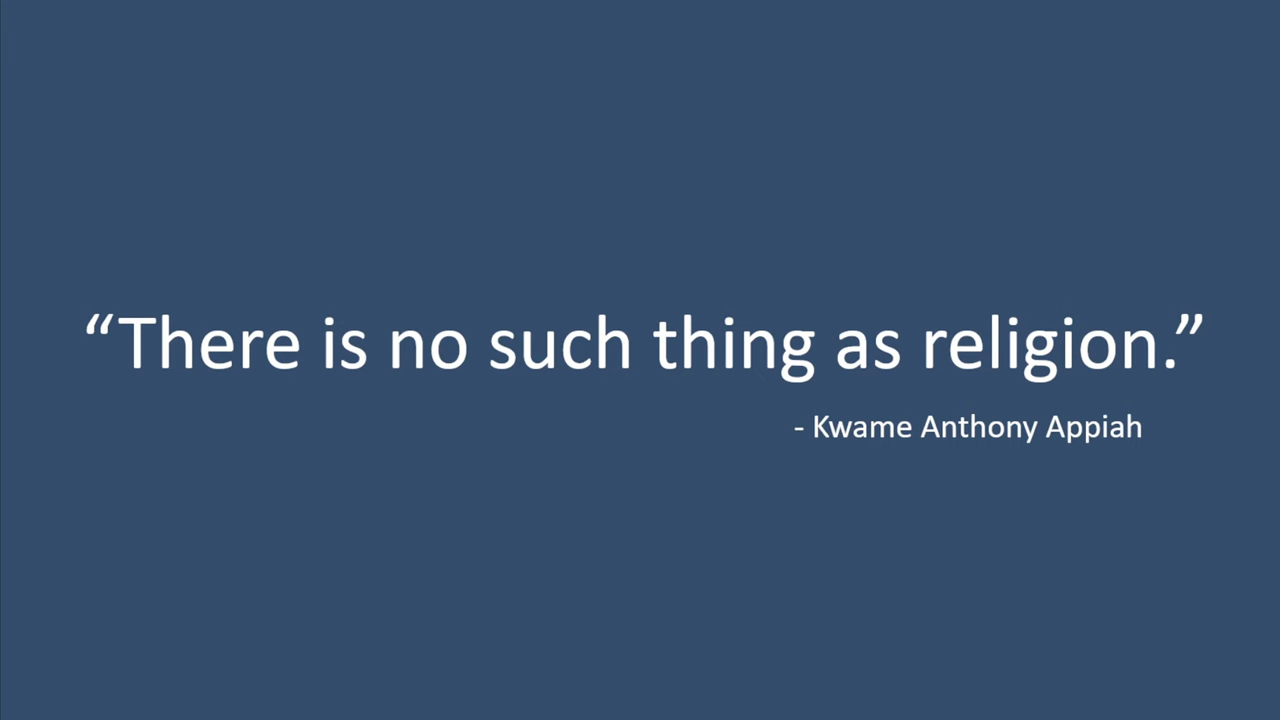 “There is no such thing as religion.”
- Kwame Anthony Appiah